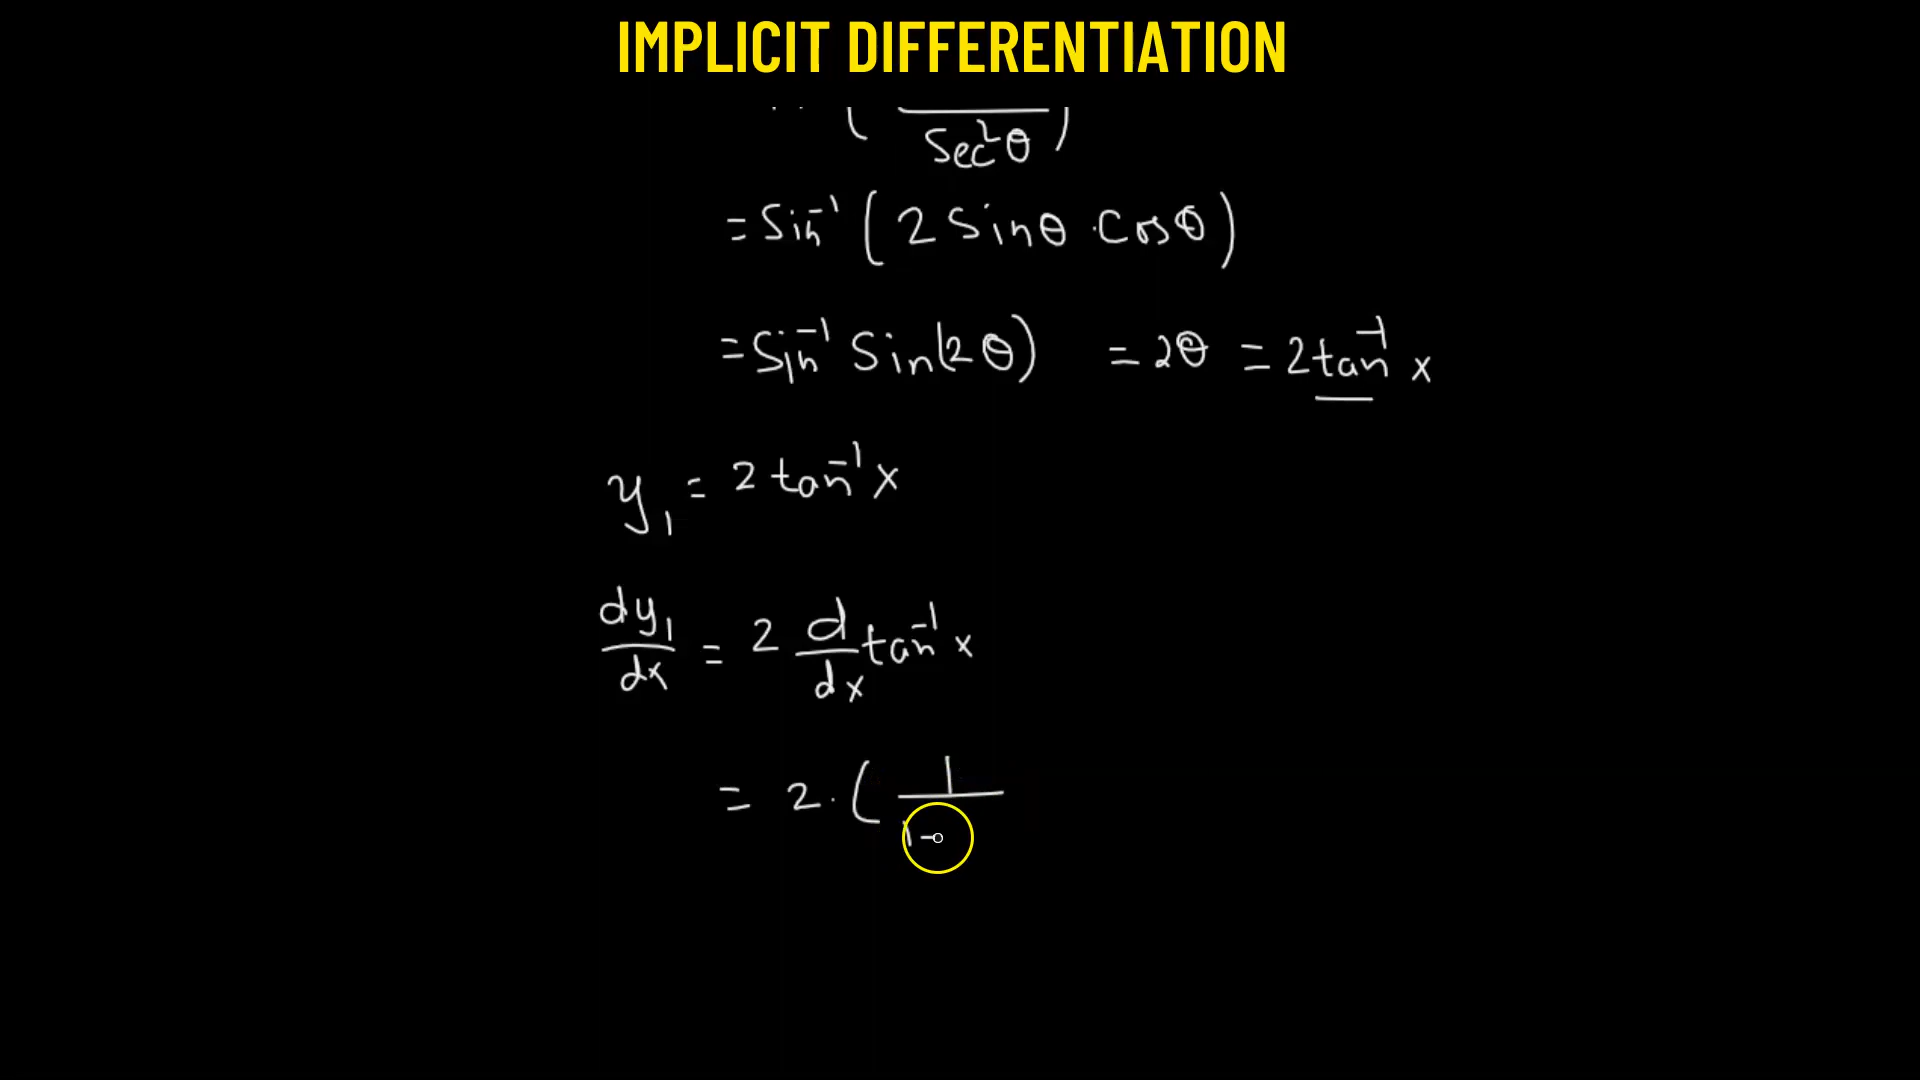 IMPLICIT DIFFERENTIATION
( ―― / Sec²θ )
= Sin⁻¹ ( 2 Sinθ · Cosθ )
= Sin⁻¹ Sin(2θ) = 2θ = 2tan⁻¹ x
y₁ = 2 tan⁻¹ x
dy₁/dx = 2 d/dx tan⁻¹ x
= 2 · ( 1 / 1-